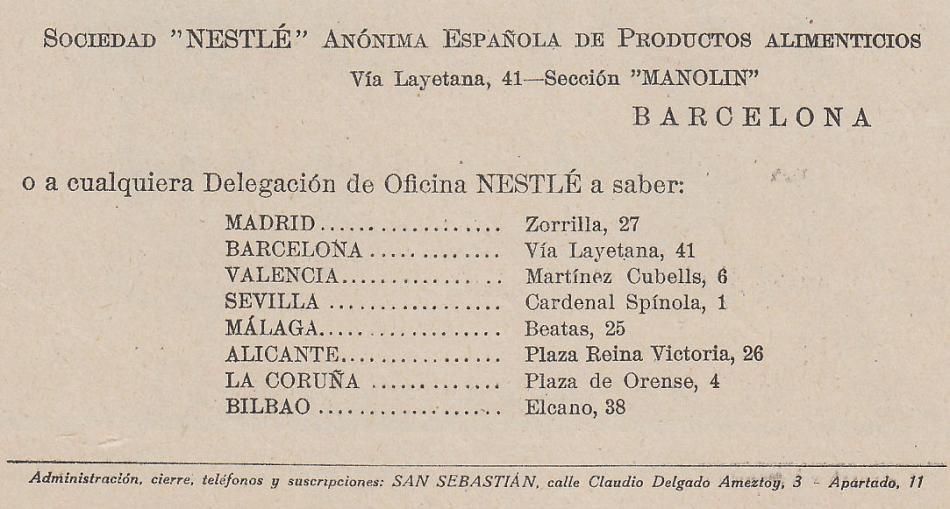 SOCIEDAD "NESTLÉ" ANÓNIMA ESPAÑOLA DE PRODUCTOS ALIMENTICIOS
Vía Layetana, 41—Sección "MANOLIN"
BARCELONA
o a cualquiera Delegación de Oficina NESTLÉ a saber:
MADRID................... Zorrilla, 27
BARCELONA .............. Vía Layetana, 41
VALENCIA................. Martínez Cubells, 6
SEVILLA .................. Cardenal Spínola, 1
MÁLAGA................... Beatas, 25
ALICANTE................. Plaza Reina Victoria, 26
LA CORUÑA .............. Plaza de Orense, 4
BILBAO ................... Elcano, 38
Administración, cierre, teléfonos y suscripciones: SAN SEBASTIÁN, calle Claudio Delgado Ameztoy, 3 - Apartado, 11